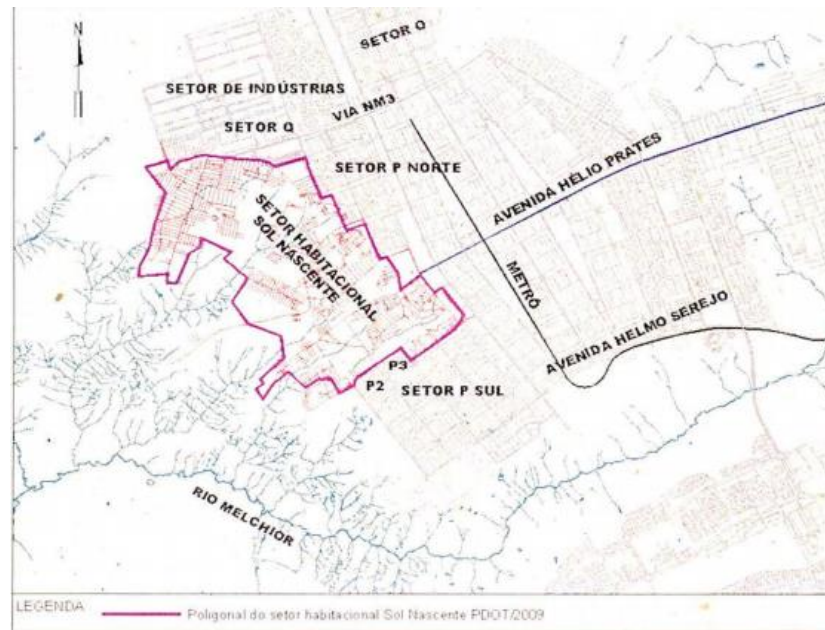 SETOR O
N
SETOR DE INDÚSTRIAS
VIA NM3
SETOR Q
SETOR P NORTE
AVENIDA HÉLIO PRATES
SETOR HABITACIONAL
SOL NASCENTE
METRÔ
AVENIDA HELMO SEREJO
P3
P2
SETOR P SUL
RIO MELCHIOR
LEGENDA
Poligonal do setor habitacional Sol Nascente PDOT/2009